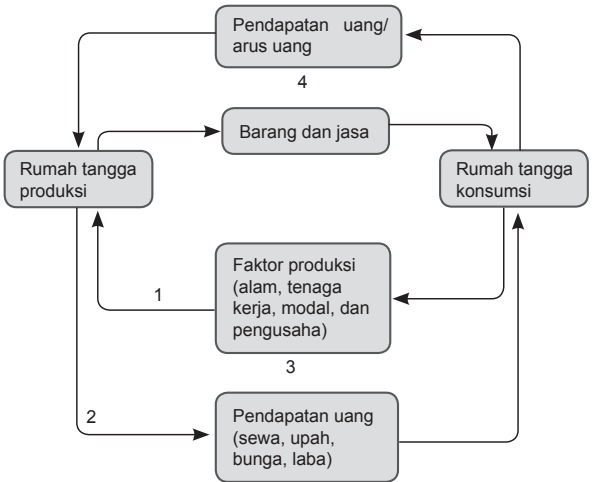 Pendapatan uang/
arus uang
4
Barang dan jasa
Rumah tangga
produksi
Rumah tangga
konsumsi
Faktor produksi
(alam, tenaga
kerja, modal, dan
pengusaha)
1
3
2
Pendapatan uang
(sewa, upah,
bunga, laba)